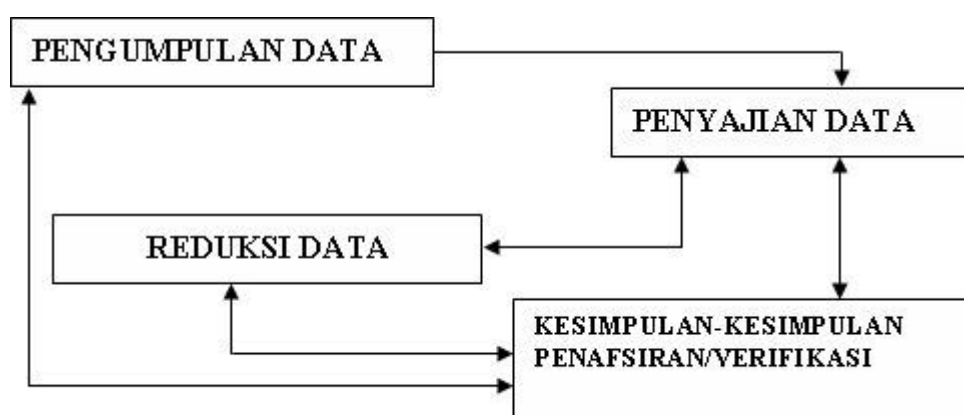 PENGUMPULAN DATA
PENYAJIAN DATA
REDUKSI DATA
KESIMPULAN-KESIMPULAN
PENAFSIRAN/VERIFIKASI